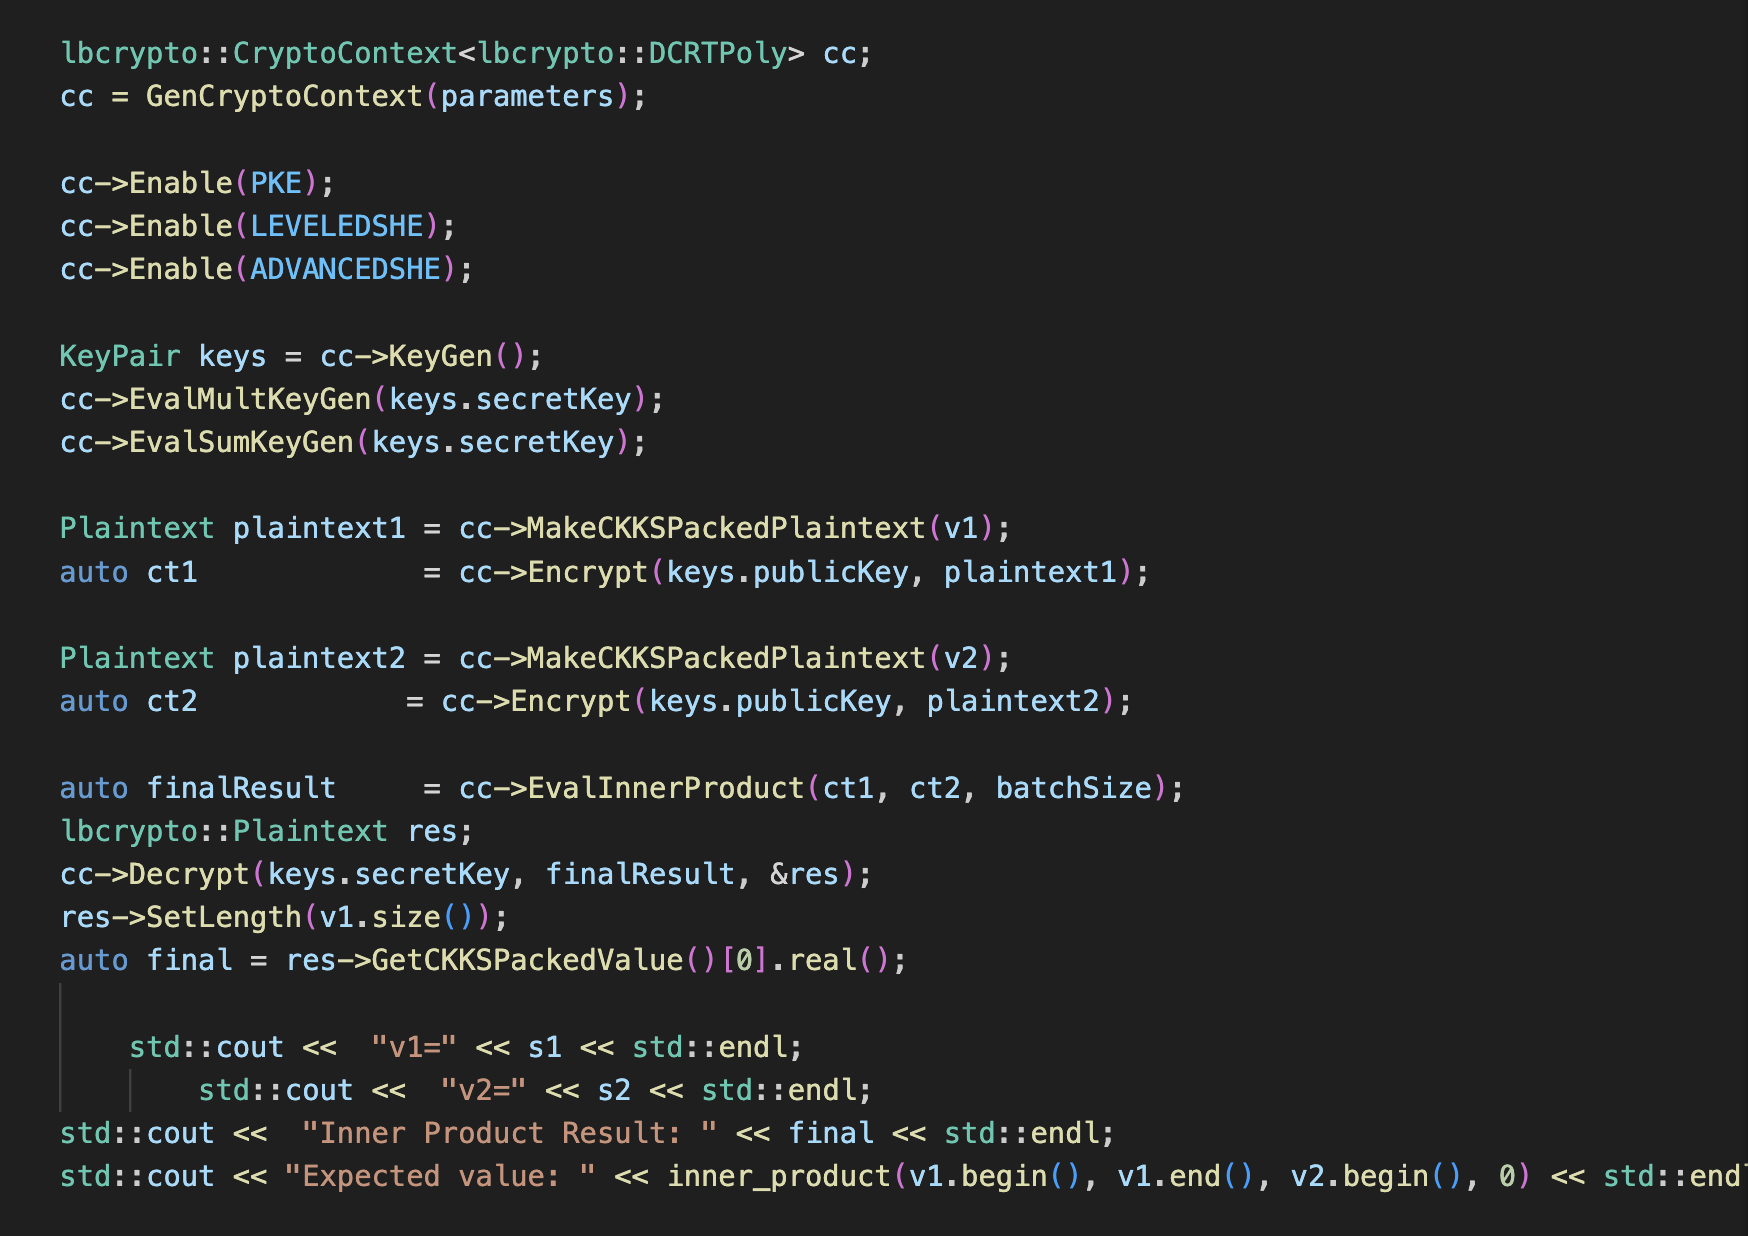 lbcrypto::CryptoContext<lbcrypto::DCRTPoly> cc;
cc = GenCryptoContext(parameters);
cc->Enable(PKE);
cc->Enable(LEVELEDSHE);
cc->Enable(ADVANCEDSHE);
KeyPair keys = cc->KeyGen();
cc->EvalMultKeyGen(keys.secretKey);
cc->EvalSumKeyGen(keys.secretKey);
Plaintext plaintext1 = cc->MakeCKKSPackedPlaintext(v1);
auto ct1             = cc->Encrypt(keys.publicKey, plaintext1);
Plaintext plaintext2 = cc->MakeCKKSPackedPlaintext(v2);
auto ct2            = cc->Encrypt(keys.publicKey, plaintext2);
auto finalResult     = cc->EvalInnerProduct(ct1, ct2, batchSize);
lbcrypto::Plaintext res;
cc->Decrypt(keys.secretKey, finalResult, &res);
res->SetLength(v1.size());
auto final = res->GetCKKSPackedValue()[0].real();
    std::cout <<  "v1=" << s1 << std::endl;
        std::cout <<  "v2=" << s2 << std::endl;
std::cout <<  "Inner Product Result: " << final << std::endl;
std::cout << "Expected value: " << inner_product(v1.begin(), v1.end(), v2.begin(), 0) << std::end